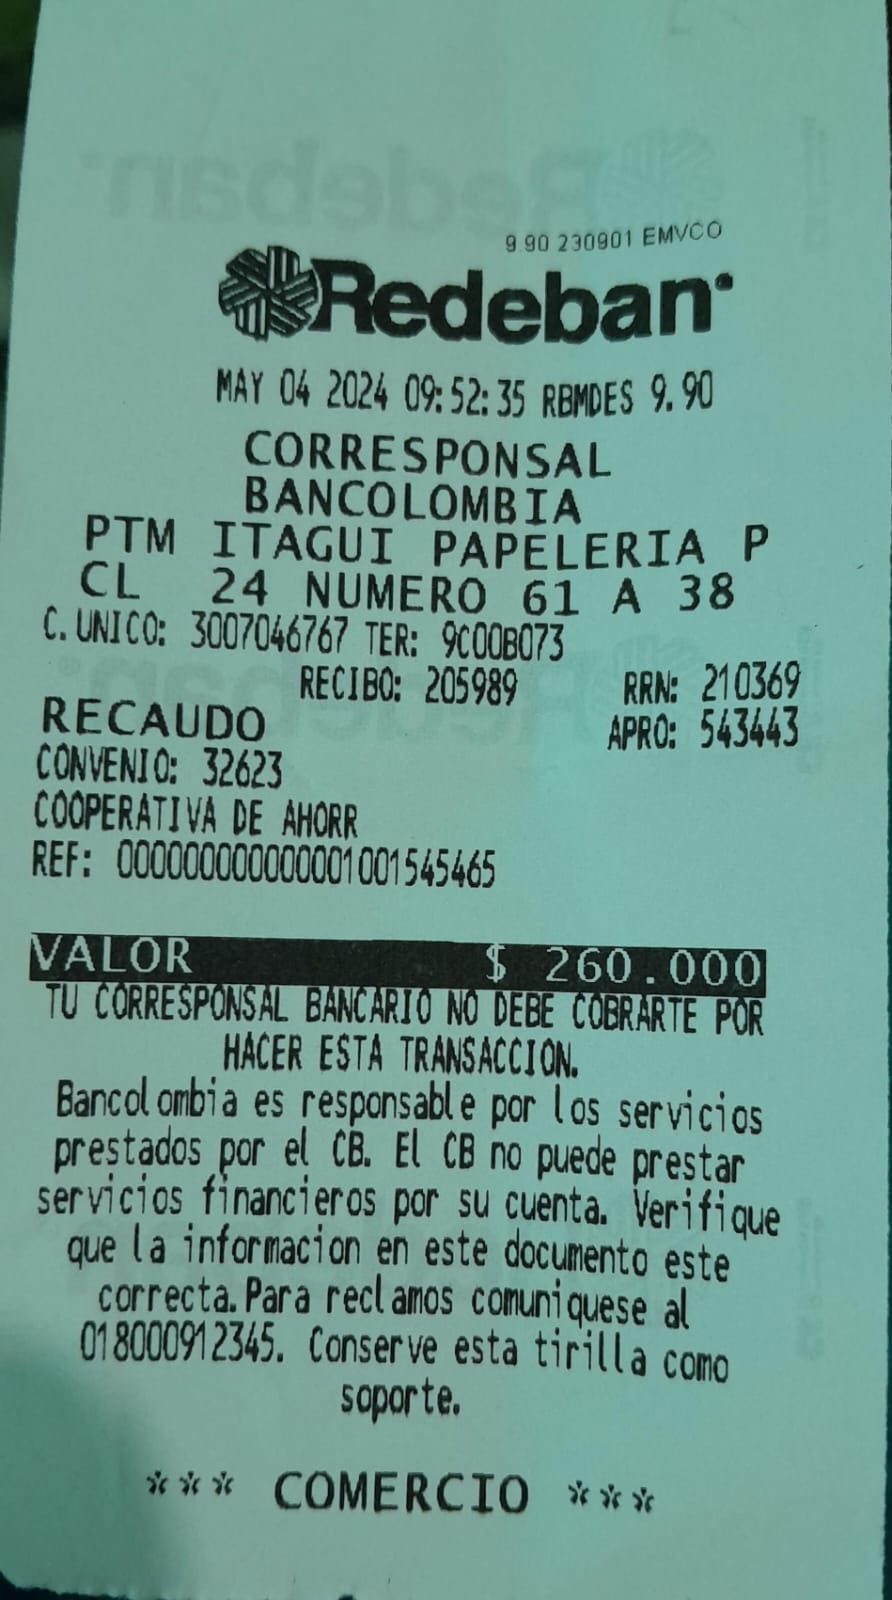 9 90 230901 EMVCO
Redeban
MAY 04 2024 09:52:35 RBMDES 9.90
CORRESPONSAL
BANCOLOMBIA
PTM ITAGUI PAPELERIA P
CL 24 NUMERO 61 A 38
C. UNICO: 3007046767 TER: 9C00B073
RECIBO: 205989 RRN: 210369
RECAUDO APRO: 543443
CONVENIO: 32623
COOPERATIVA DE AHORR
REF: 000000000000001001545465
VALOR $ 260.000
TU CORRESPONSAL BANCARIO NO DEBE COBRARTE POR
HACER ESTA TRANSACCION.
Bancolombia es responsable por los servicios
prestados por el CB. El CB no puede prestar
servicios financieros por su cuenta. Verifique
que la informacion en este documento este
correcta. Para reclamos comuniquese al
018000912345. Conserve esta tirilla como
soporte.
*** COMERCIO ***